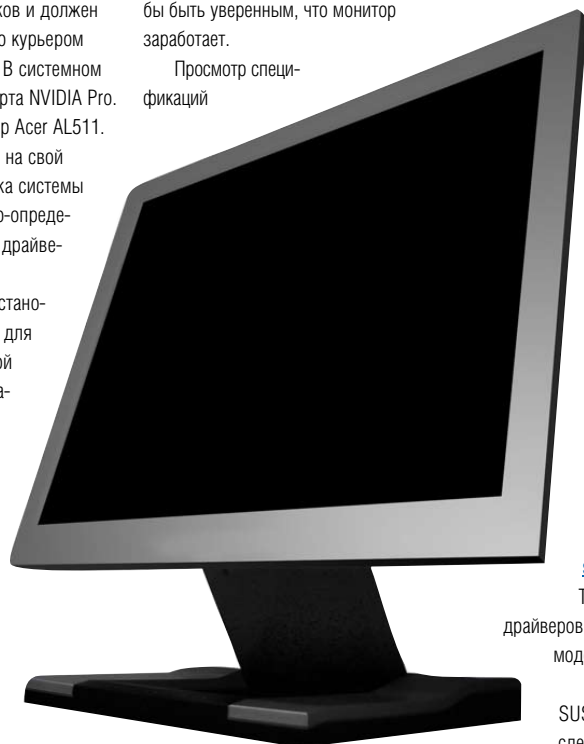 ков и должен
о курьером
В системном
рта NVIDIA Pro.
р Acer AL511.
на свой
ка системы
о-опреде-
драйве-
стано-
для
ой
а-
бы быть уверенным, что монитор
заработает.
Просмотр специ-
фикаций
драйверов
мод
SUS
сле